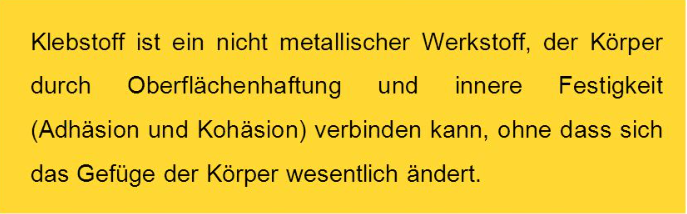 Klebstoff ist ein nicht metallischer Werkstoff, der Körper
durch Oberflächenhaftung und innere Festigkeit
(Adhäsion und Kohäsion) verbinden kann, ohne dass sich
das Gefüge der Körper wesentlich ändert.